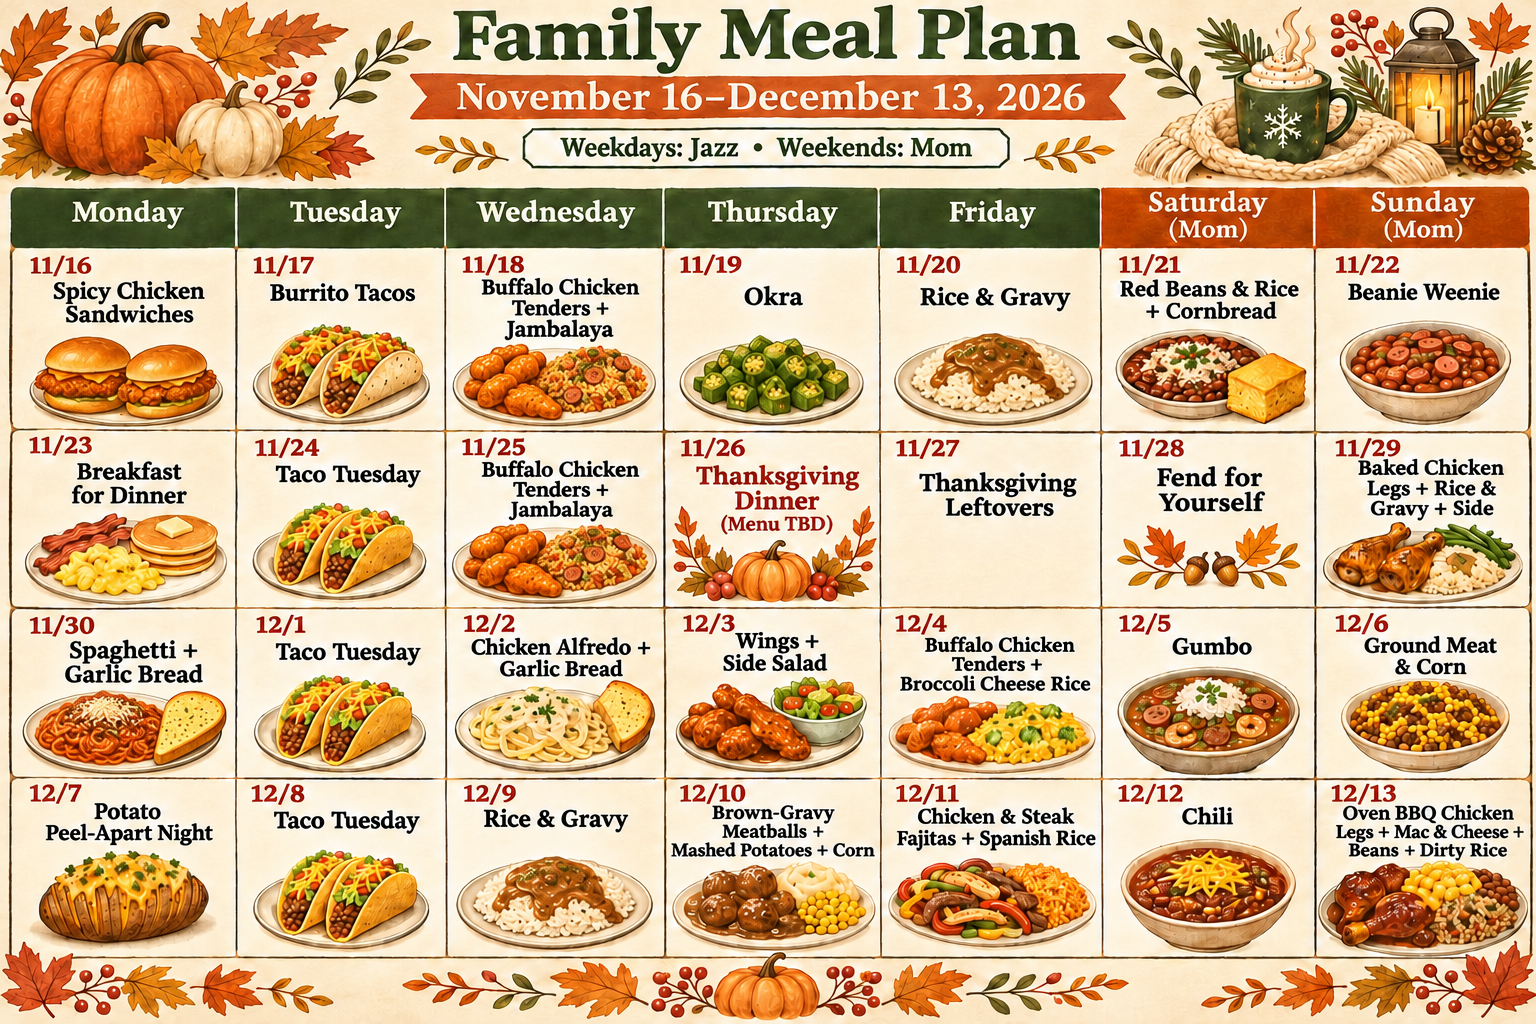 Family Meal Plan
November 16–December 13, 2026
Weekdays: Jazz • Weekends: Mom
Monday
Tuesday
Wednesday
Thursday
Friday
Saturday
(Mom)
Sunday
(Mom)
11/16
Spicy Chicken
Sandwiches
11/17
Burrito Tacos
11/18
Buffalo Chicken
Tenders +
Jambalaya
11/19
Okra
11/20
Rice & Gravy
11/21
Red Beans & Rice
+ Cornbread
11/22
Beanie Weenie
11/23
Breakfast
for Dinner
11/24
Taco Tuesday
11/25
Buffalo Chicken
Tenders +
Jambalaya
11/26
Thanksgiving
Dinner
(Menu TBD)
11/27
Thanksgiving
Leftovers
11/28
Fend for
Yourself
11/29
Baked Chicken
Legs + Rice &
Gravy + Side
11/30
Spaghetti +
Garlic Bread
12/1
Taco Tuesday
12/2
Chicken Alfredo +
Garlic Bread
12/3
Wings +
Side Salad
12/4
Buffalo Chicken
Tenders +
Broccoli Cheese Rice
12/5
Gumbo
12/6
Ground Meat
& Corn
12/7
Potato
Peel-Apart Night
12/8
Taco Tuesday
12/9
Rice & Gravy
12/10
Brown-Gravy
Meatballs +
Mashed Potatoes + Corn
12/11
Chicken & Steak
Fajitas + Spanish Rice
12/12
Chili
12/13
Oven BBQ Chicken
Legs + Mac & Cheese +
Beans + Dirty Rice